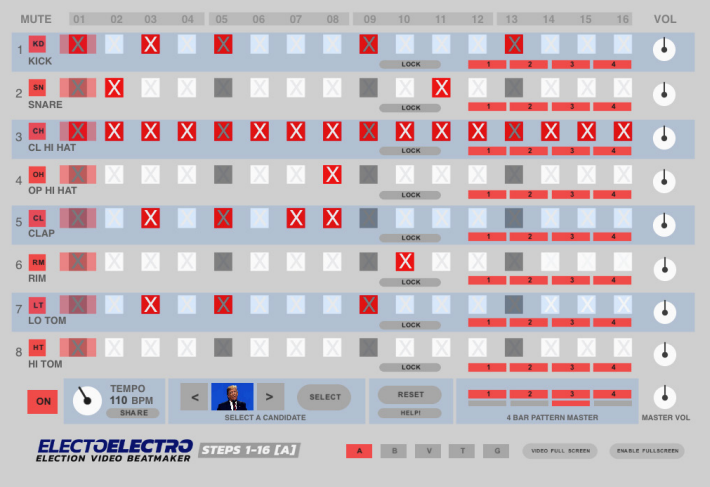 MUTE 01 02 03 04 05 06 07 08 09 10 11 12 13 14 15 16 VOL
1 KD
KICK LOCK 1 2 3 4
2 SN
SNARE LOCK 1 2 3 4
3 CH
CL HI HAT LOCK 1 2 3 4
4 OH
OP HI HAT LOCK 1 2 3 4
5 CL
CLAP LOCK 1 2 3 4
6 RM
RIM LOCK 1 2 3 4
7 LT
LO TOM LOCK 1 2 3 4
8 HT
HI TOM LOCK 1 2 3 4
ON TEMPO < > SELECT RESET 1 2 3 4
110 BPM
SHARE SELECT A CANDIDATE HELP! 4 BAR PATTERN MASTER MASTER VOL
ELECTOELECTRO STEPS 1-16 [A] A B V T G VIDEO FULL SCREEN ENABLE FULLSCREEN
ELECTION VIDEO BEATMAKER